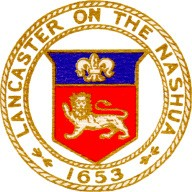 LANCASTER ON THE NASHUA
1653